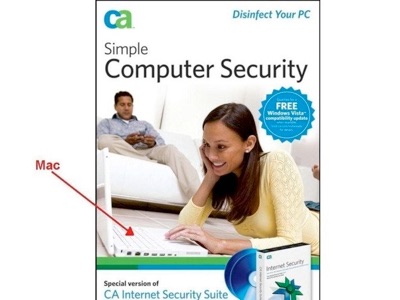 ca
Disinfect Your PC
Simple
Computer Security
FREE
Windows Vista™
compatibility update
Mac
Special version of
CA Internet Security Suite
Internet Security